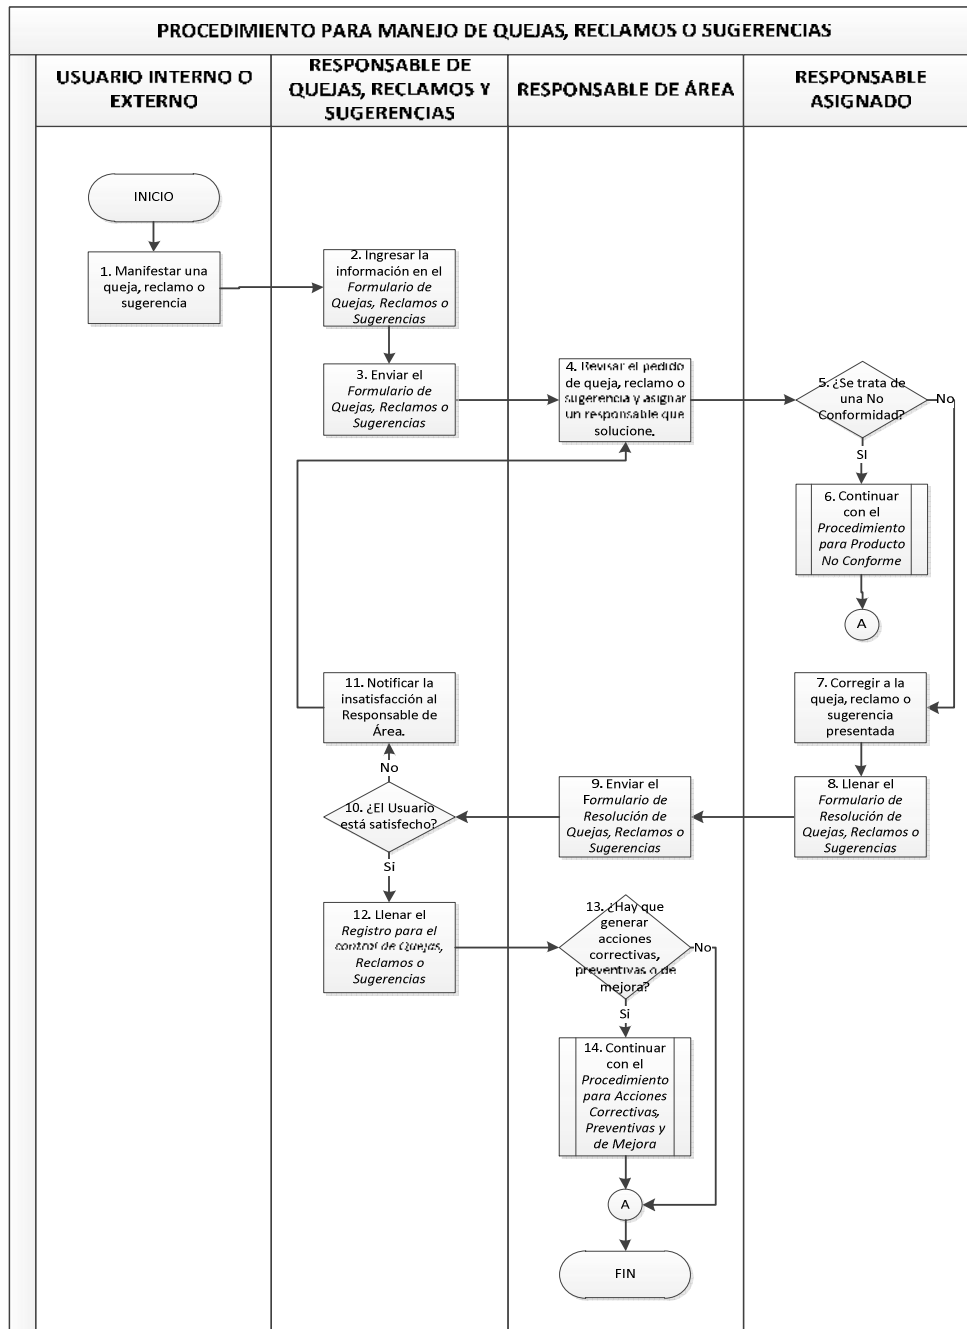 PROCEDIMIENTO PARA MANEJO DE QUEJAS, RECLAMOS O SUGERENCIAS
USUARIO INTERNO O
EXTERNO
RESPONSABLE DE
QUEJAS, RECLAMOS Y
SUGERENCIAS
RESPONSABLE DE ÁREA
RESPONSABLE
ASIGNADO
INICIO
1. Manifestar una
queja, reclamo o
sugerencia
2. Ingresar la
información en el
Formulario de
Quejas, Reclamos o
Sugerencias
3. Enviar el
Formulario de
Quejas, Reclamos o
Sugerencias
4. Revisar el pedido
de queja, reclamo o
sugerencia y asignar
un responsable que
solucione.
5. ¿Se trata de
una No
Conformidad?
No
SI
6. Continuar
con el
Procedimiento
para Producto
No Conforme
A
7. Corregir a la
queja, reclamo o
sugerencia
presentada
8. Llenar el
Formulario de
Resolución de
Quejas, Reclamos o
Sugerencias
9. Enviar el
Formulario de
Resolución de
Quejas, Reclamos o
Sugerencias
10. ¿El Usuario
está satisfecho?
No
11. Notificar la
insatisfacción al
Responsable de
Área.
Si
12. Llenar el
Registro para el
control de Quejas,
Reclamos o
Sugerencias
13. ¿Hay que
generar
acciones
correctivas,
preventivas o de
mejora?
No
Si
14. Continuar
con el
Procedimiento
para Acciones
Correctivas,
Preventivas y
de Mejora
A
FIN